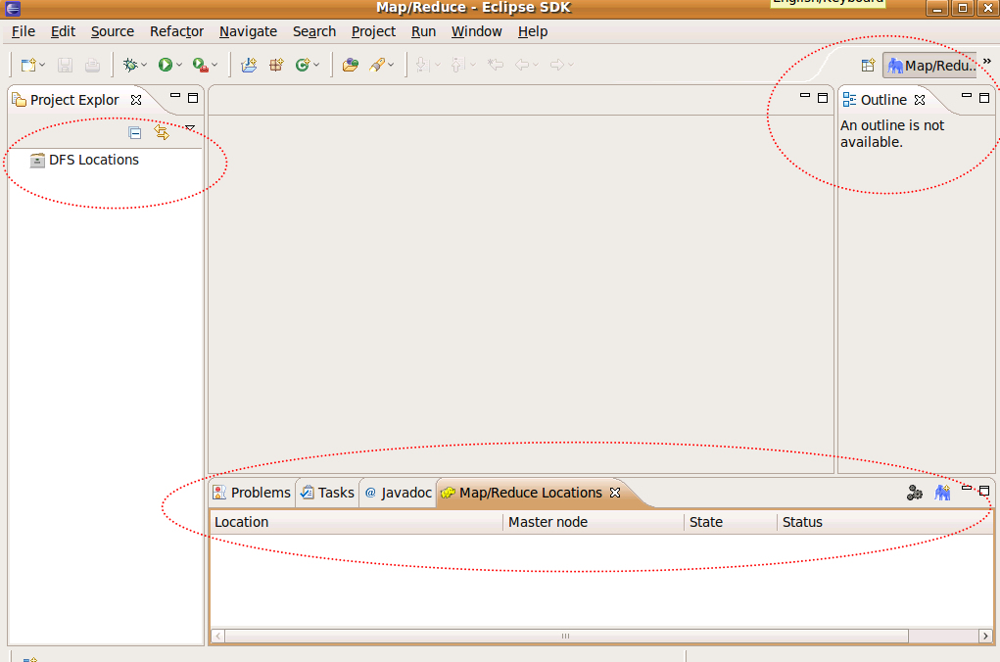 English/Keyboard
Map/Reduce - Eclipse SDK
File Edit Source Refactor Navigate Search Project Run Window Help
Map/Redu.. »
Project Explor
Outline
An outline is not
available.
DFS Locations
Problems Tasks @ Javadoc Map/Reduce Locations
Location Master node State Status